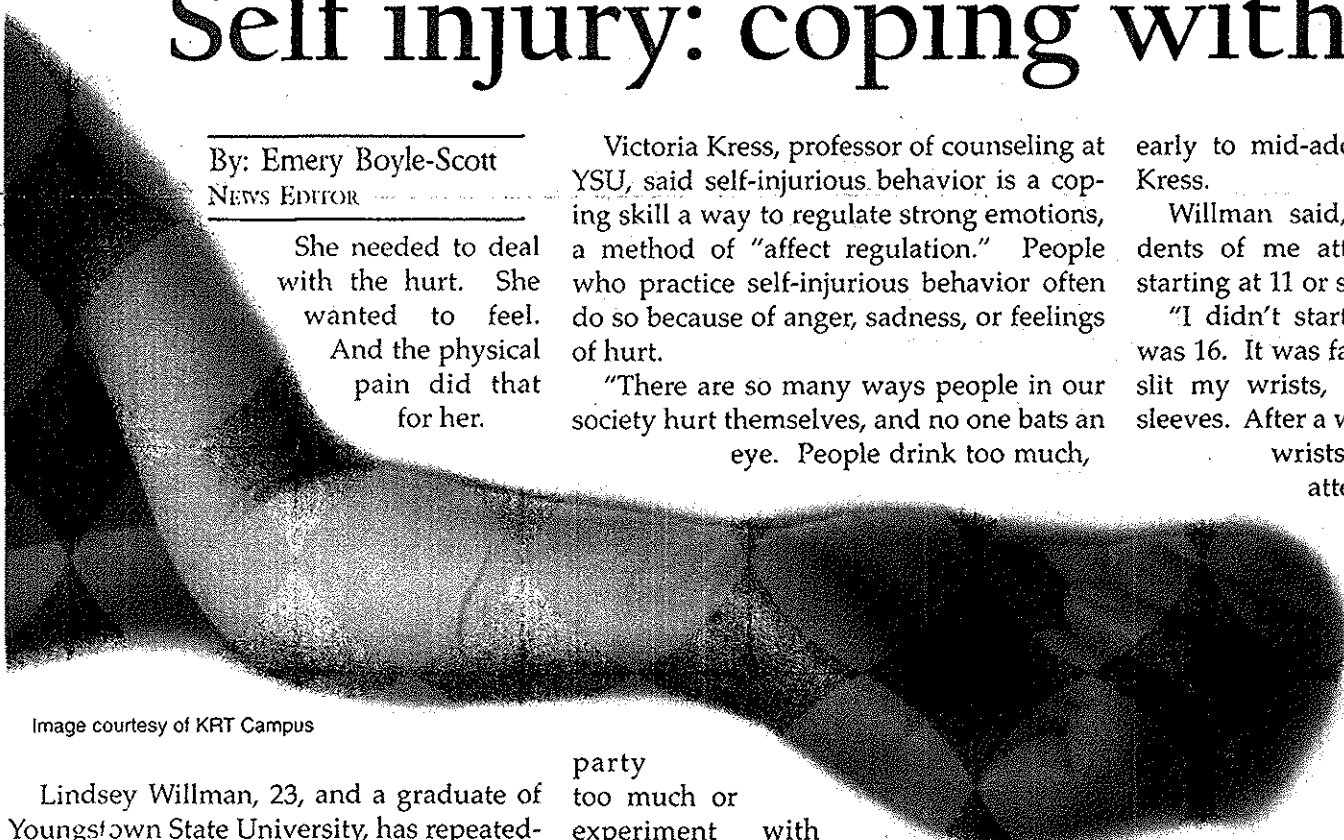 Self injury: coping with
By: Emery Boyle-Scott
NEWS EDITOR
She needed to deal
with the hurt. She
wanted to feel.
And the physical
pain did that
for her.
Image courtesy of KRT Campus
Lindsey Willman, 23, and a graduate of
Youngstown State University, has repeated-
Victoria Kress, professor of counseling at
YSU, said self-injurious behavior is a cop-
ing skill a way to regulate strong emotions,
a method of "affect regulation." People
who practice self-injurious behavior often
do so because of anger, sadness, or feelings
of hurt.
"There are so many ways people in our
society hurt themselves, and no one bats an
eye. People drink too much,
party
too much or
experiment with
early to mid-ad
Kress.
Willman said,
dents of me at
starting at 11 or s
"I didn't start
was 16. It was fa
slit my wrists,
sleeves. After a w
wrists
atte